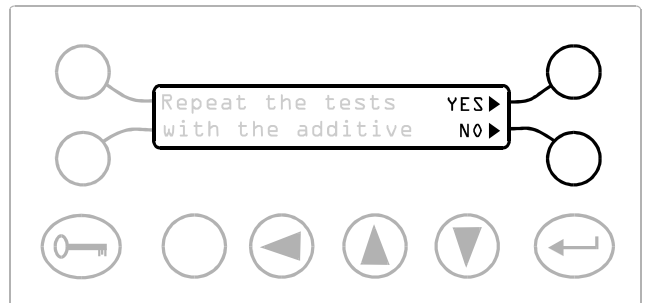 Repeat the tests YES▶
with the additive NO▶